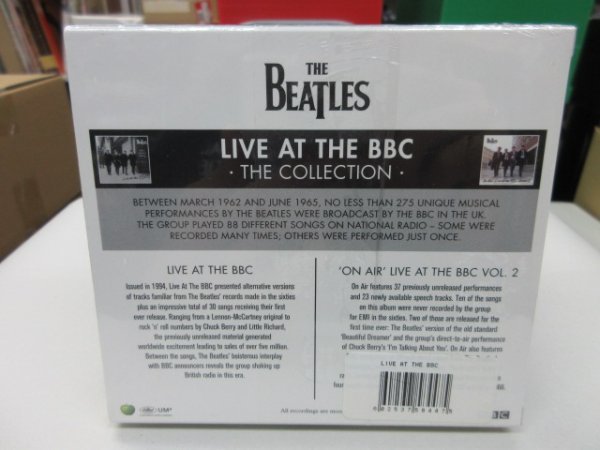 THE
BEATLES
LIVE AT THE BBC
· THE COLLECTION ·
BETWEEN MARCH 1962 AND JUNE 1965, NO LESS THAN 275 UNIQUE MUSICAL
PERFORMANCES BY THE BEATLES WERE BROADCAST BY THE BBC IN THE UK.
THE GROUP PLAYED 88 DIFFERENT SONGS ON NATIONAL RADIO – SOME WERE
RECORDED MANY TIMES; OTHERS WERE PERFORMED JUST ONCE.
LIVE AT THE BBC
Issued in 1994, Live At The BBC presented alternative versions
of tracks familiar from The Beatles' records made in the sixties
plus an impressive total of 30 songs receiving their first
ever release. Ranging from a Lennon-McCartney original to
rock 'n' roll numbers by Chuck Berry and Little Richard,
the previously unreleased material generated
worldwide excitement leading to sales of over five million.
Between the songs, The Beatles' boisterous interplay
with BBC announcers reveals the group shaking up
British radio in this era.
'ON AIR' LIVE AT THE BBC VOL. 2
On Air features 37 previously unreleased performances
and 23 newly available speech tracks. Ten of the songs
on this album were never recorded by the group
for EMI in the sixties. Two of those are released for the
first time ever: The Beatles' version of the old standard
'Beautiful Dreamer' and the group's direct-to-air performance
of Chuck Berry's 'I'm Talking About You'. On Air also features
LIVE AT THE BBC
All recordings are mono
UMe